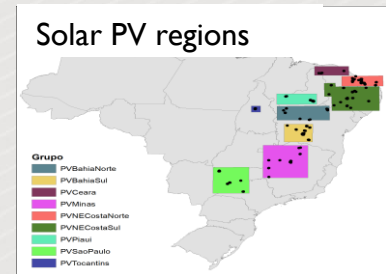 Solar PV regions
Grupo
PVBahiaNorte
PVBahiaSul
PVCeara
PVMinas
PVNECostaNorte
PVNECostaSul
PVPiaui
PVSaoPaulo
PVTocantins